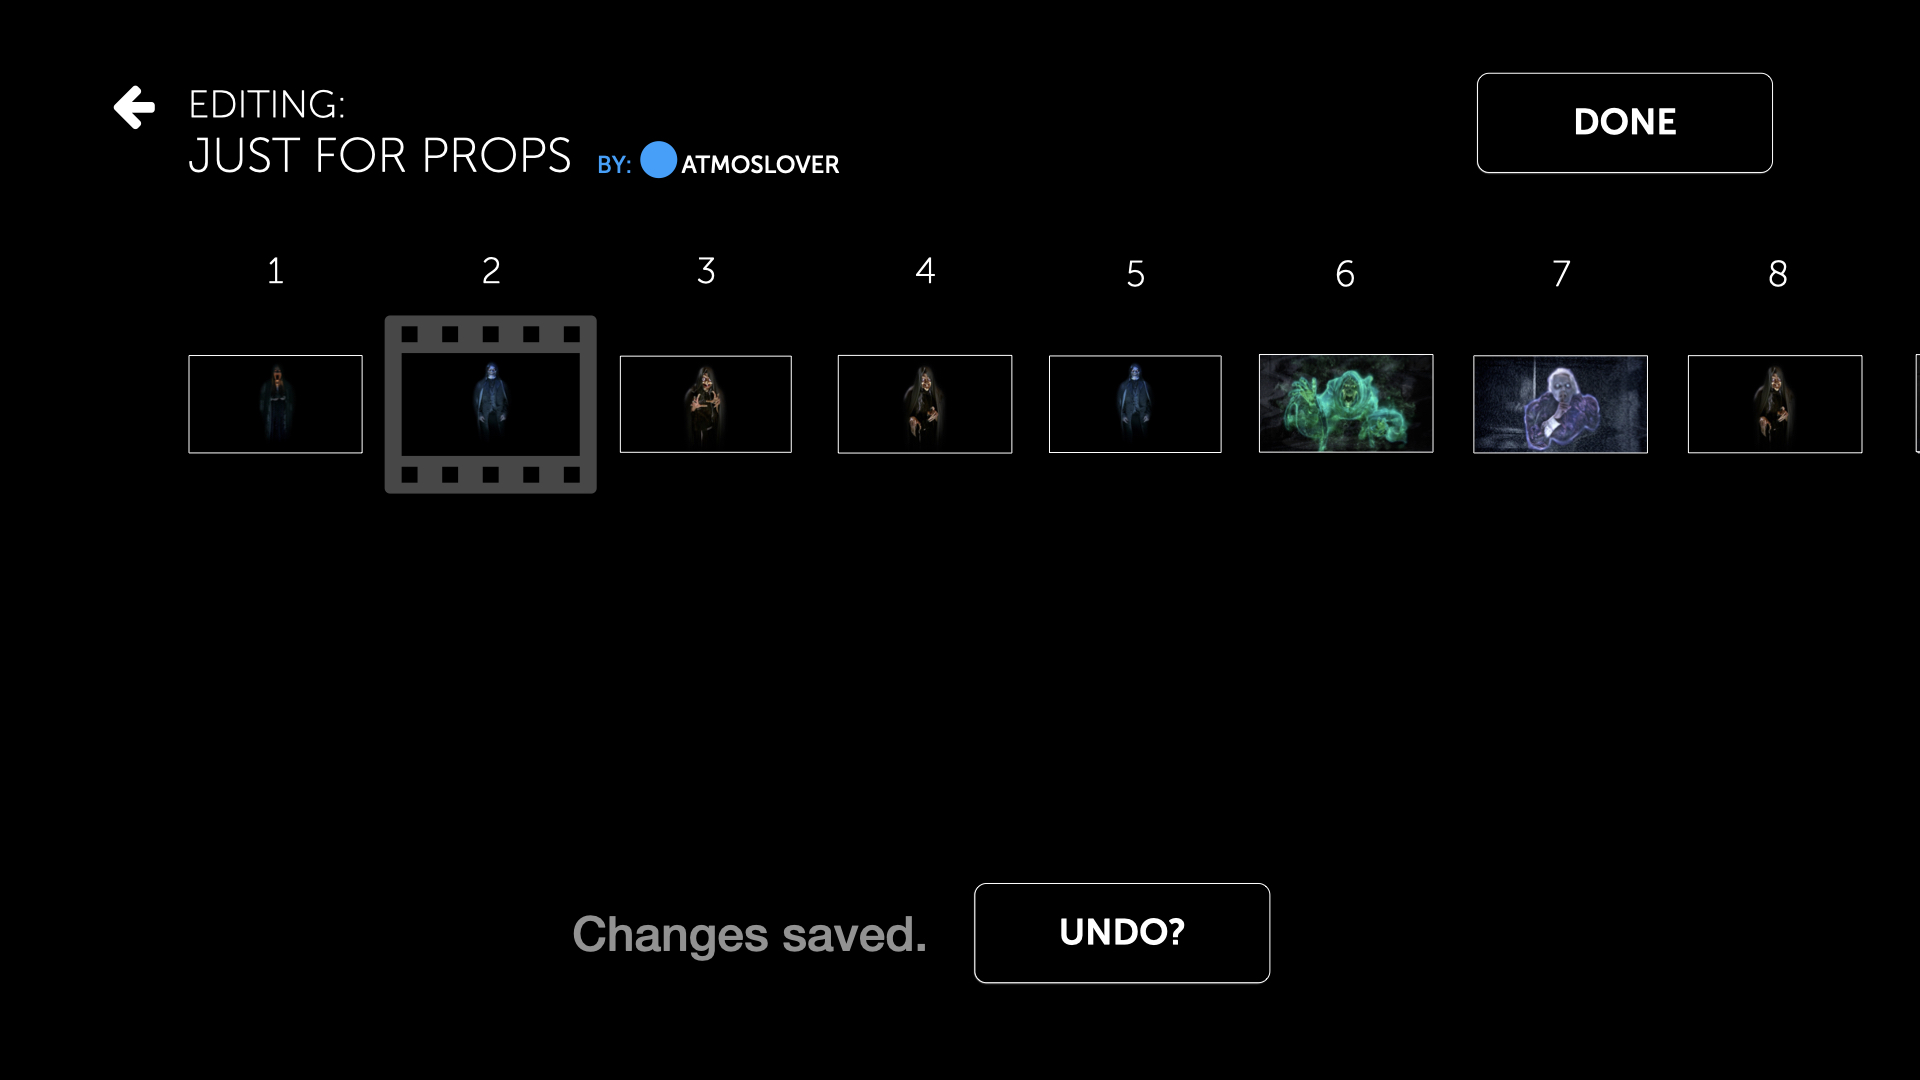 EDITING:
JUST FOR PROPS BY: ATMOSLOVER
DONE
1 2 3 4 5 6 7 8
Changes saved. UNDO?